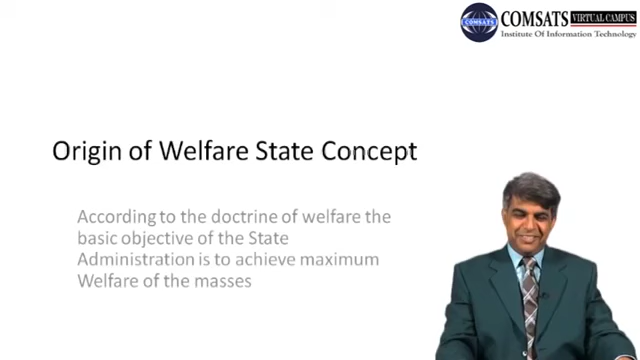 COMSATS VIRTUAL CAMPUS
Institute Of Information Technology
Origin of Welfare State Concept
According to the doctrine of welfare the
basic objective of the State
Administration is to achieve maximum
Welfare of the masses